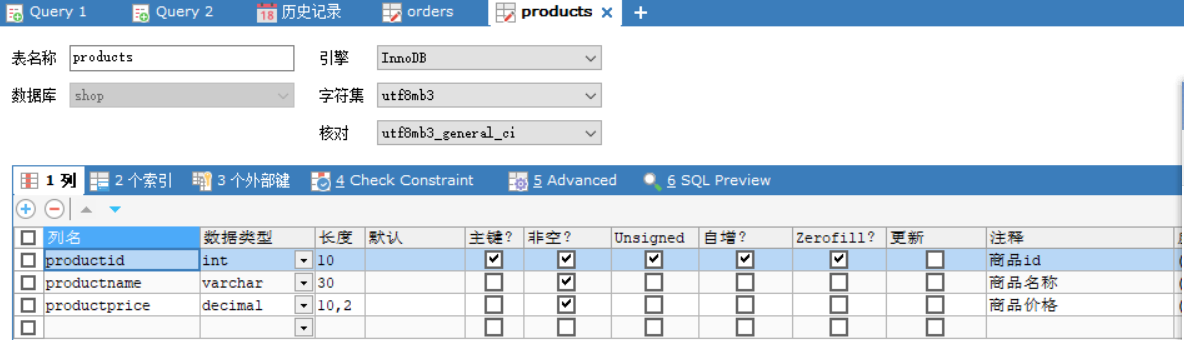 Query 1 Query 2 历史记录 orders products
表名称 products 引擎 InnoDB
数据库 shop 字符集 utf8mb3
核对 utf8mb3_general_ci
1 列 2 个索引 3 个外部键 4 Check Constraint 5 Advanced 6 SQL Preview
列名 数据类型 长度 默认 主键? 非空? Unsigned 自增? Zerofill? 更新 注释
productid int 10 商品id
productname varchar 30 商品名称
productprice decimal 10,2 商品价格